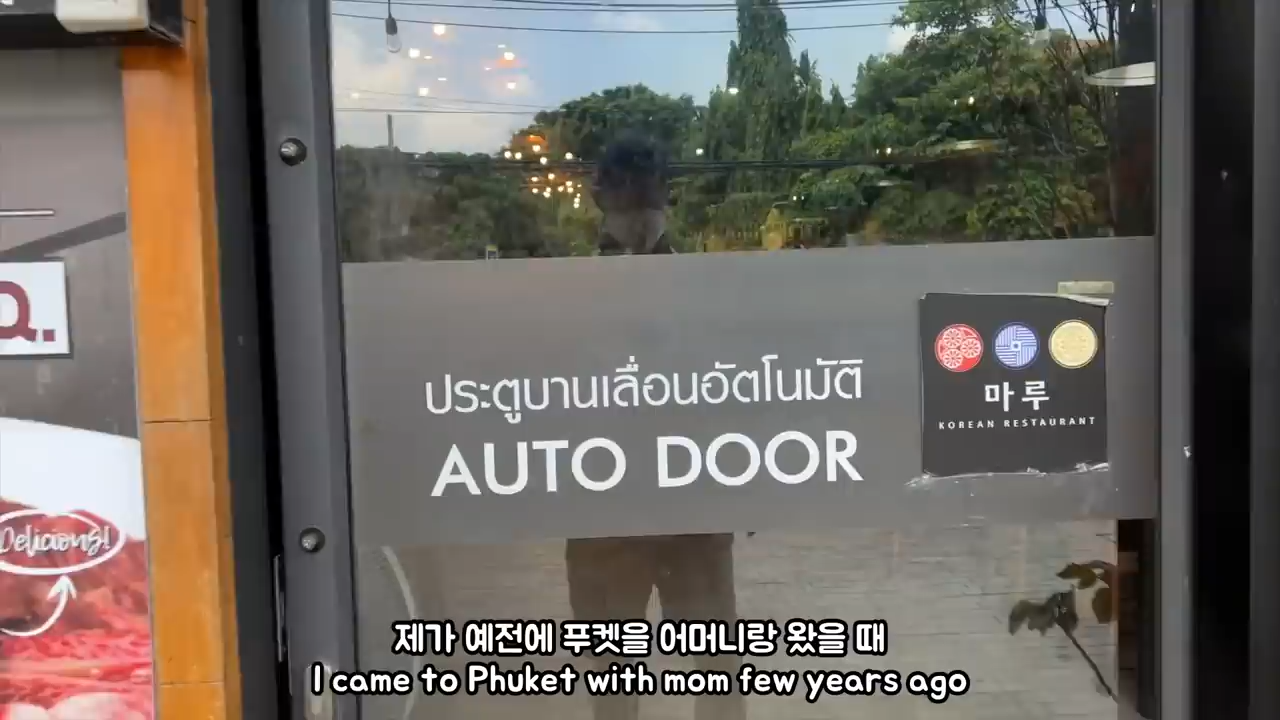 Q.
Delicious!
ประตูบานเลื่อนอัตโนมัติ
AUTO DOOR
마루
KOREAN RESTAURANT
제가 예전에 푸켓을 어머니랑 왔을 때
I came to Phuket with mom few years ago